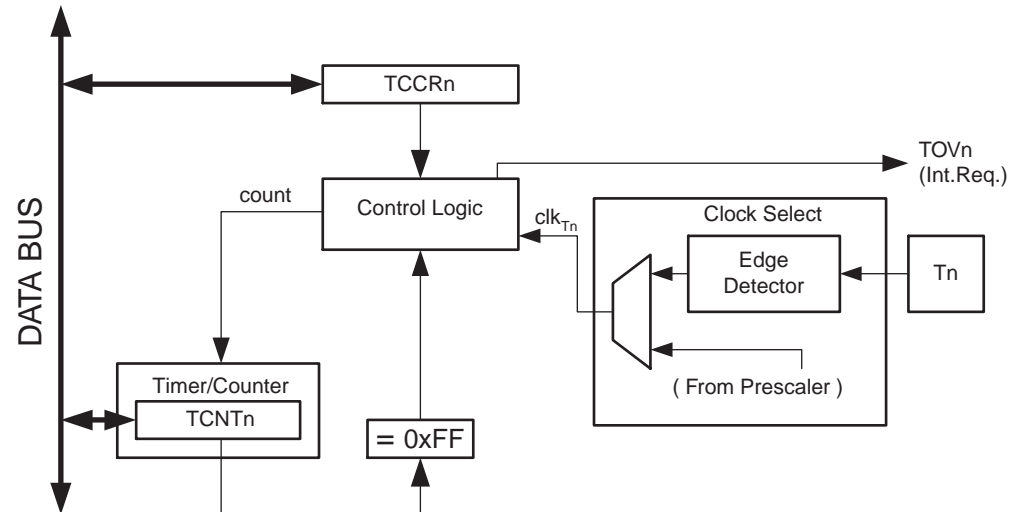 TCCRn
TOVn
(Int.Req.)
count
Control Logic
clkTn
Clock Select
Edge
Detector
Tn
DATA BUS
Timer/Counter
TCNTn
( From Prescaler )
= 0xFF